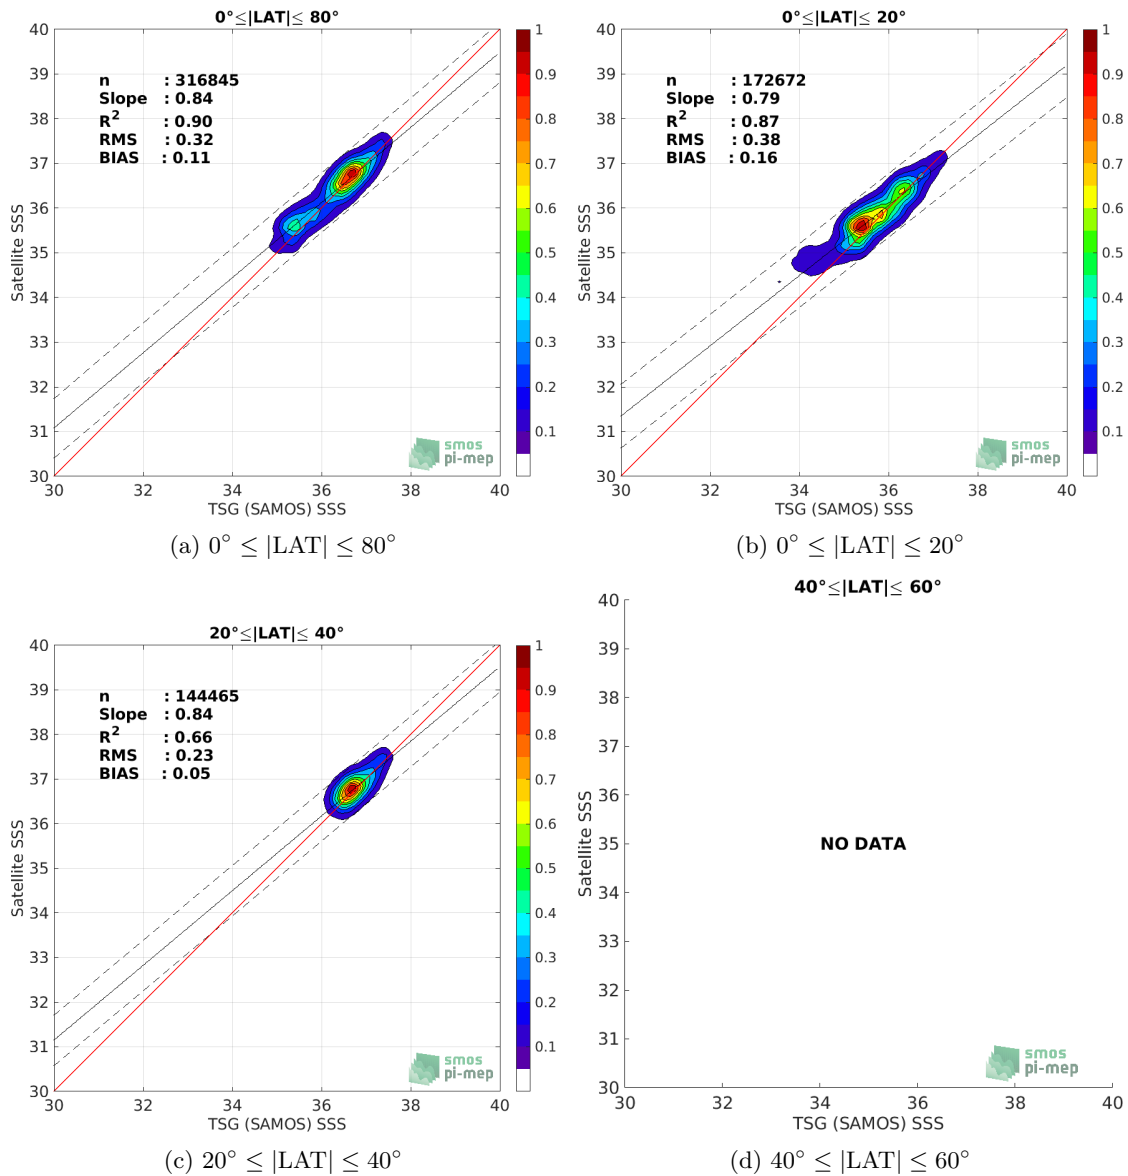 0°≤|LAT|≤ 80°
40
39
38
37
36
35
34
33
32
31
30
Satellite SSS
n : 316845
Slope : 0.84
R² : 0.90
RMS : 0.32
BIAS : 0.11
smos
pi-mep
30 32 34 36 38 40
TSG (SAMOS) SSS
1
0.9
0.8
0.7
0.6
0.5
0.4
0.3
0.2
0.1
(a) 0° ≤ |LAT| ≤ 80°
0°≤|LAT|≤ 20°
40
39
38
37
36
35
34
33
32
31
30
Satellite SSS
n : 172672
Slope : 0.79
R² : 0.87
RMS : 0.38
BIAS : 0.16
smos
pi-mep
30 32 34 36 38 40
TSG (SAMOS) SSS
1
0.9
0.8
0.7
0.6
0.5
0.4
0.3
0.2
0.1
(b) 0° ≤ |LAT| ≤ 20°
20°≤|LAT|≤ 40°
40
39
38
37
36
35
34
33
32
31
30
Satellite SSS
n : 144465
Slope : 0.84
R² : 0.66
RMS : 0.23
BIAS : 0.05
smos
pi-mep
30 32 34 36 38 40
TSG (SAMOS) SSS
1
0.9
0.8
0.7
0.6
0.5
0.4
0.3
0.2
0.1
(c) 20° ≤ |LAT| ≤ 40°
40°≤|LAT|≤ 60°
40
39
38
37
36
35
34
33
32
31
30
Satellite SSS
NO DATA
smos
pi-mep
30 32 34 36 38 40
TSG (SAMOS) SSS
(d) 40° ≤ |LAT| ≤ 60°